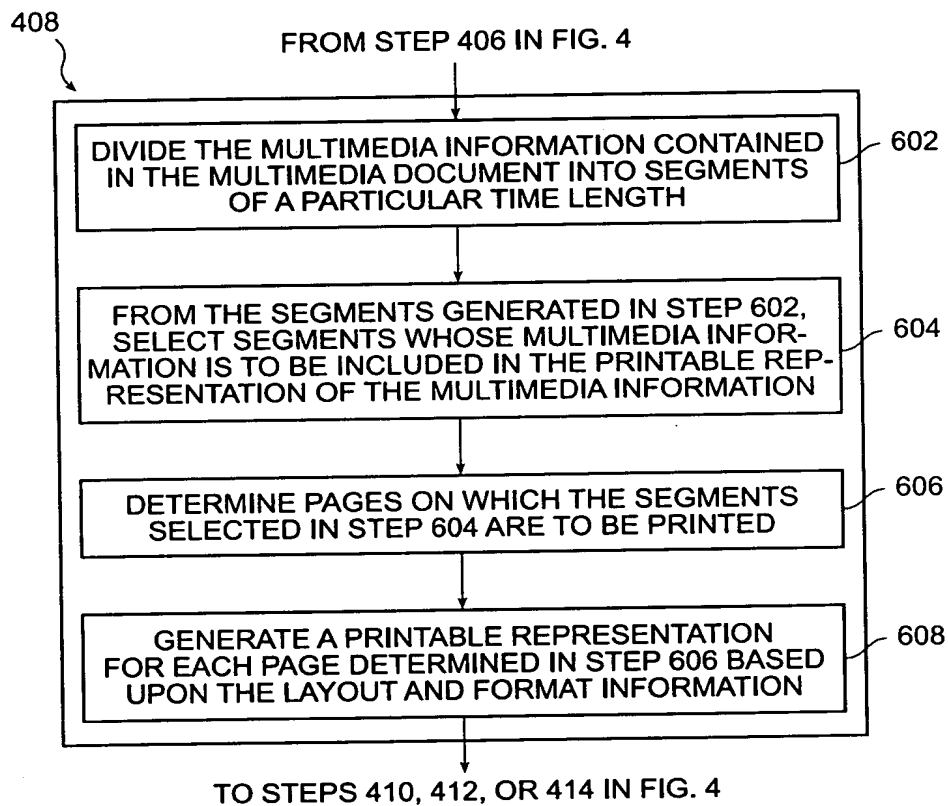 408
FROM STEP 406 IN FIG. 4
DIVIDE THE MULTIMEDIA INFORMATION CONTAINED
IN THE MULTIMEDIA DOCUMENT INTO SEGMENTS
OF A PARTICULAR TIME LENGTH
602
FROM THE SEGMENTS GENERATED IN STEP 602,
SELECT SEGMENTS WHOSE MULTIMEDIA INFOR-
MATION IS TO BE INCLUDED IN THE PRINTABLE REP-
RESENTATION OF THE MULTIMEDIA INFORMATION
604
DETERMINE PAGES ON WHICH THE SEGMENTS
SELECTED IN STEP 604 ARE TO BE PRINTED
606
GENERATE A PRINTABLE REPRESENTATION
FOR EACH PAGE DETERMINED IN STEP 606 BASED
UPON THE LAYOUT AND FORMAT INFORMATION
608
TO STEPS 410, 412, OR 414 IN FIG. 4